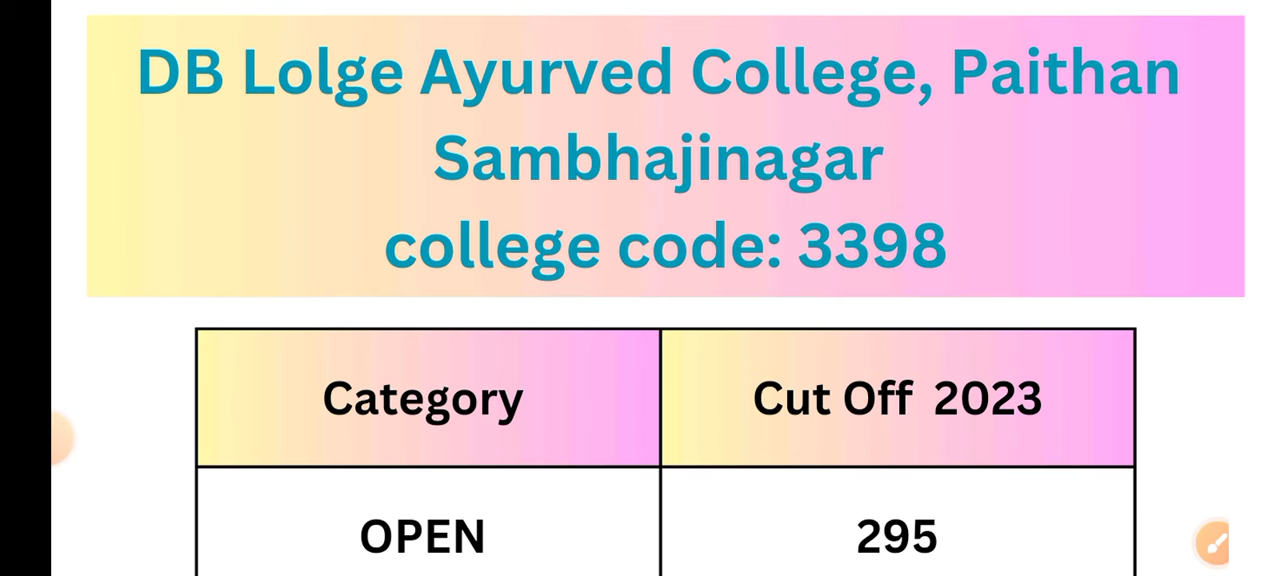 DB Lolge Ayurved College, Paithan
Sambhajinagar
college code: 3398
Category Cut Off 2023
OPEN 295